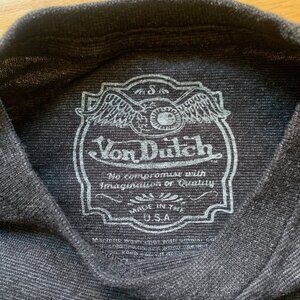 S
Von Dutch
No compromise with
Imagination or Quality
MADE IN THE
U.S.A